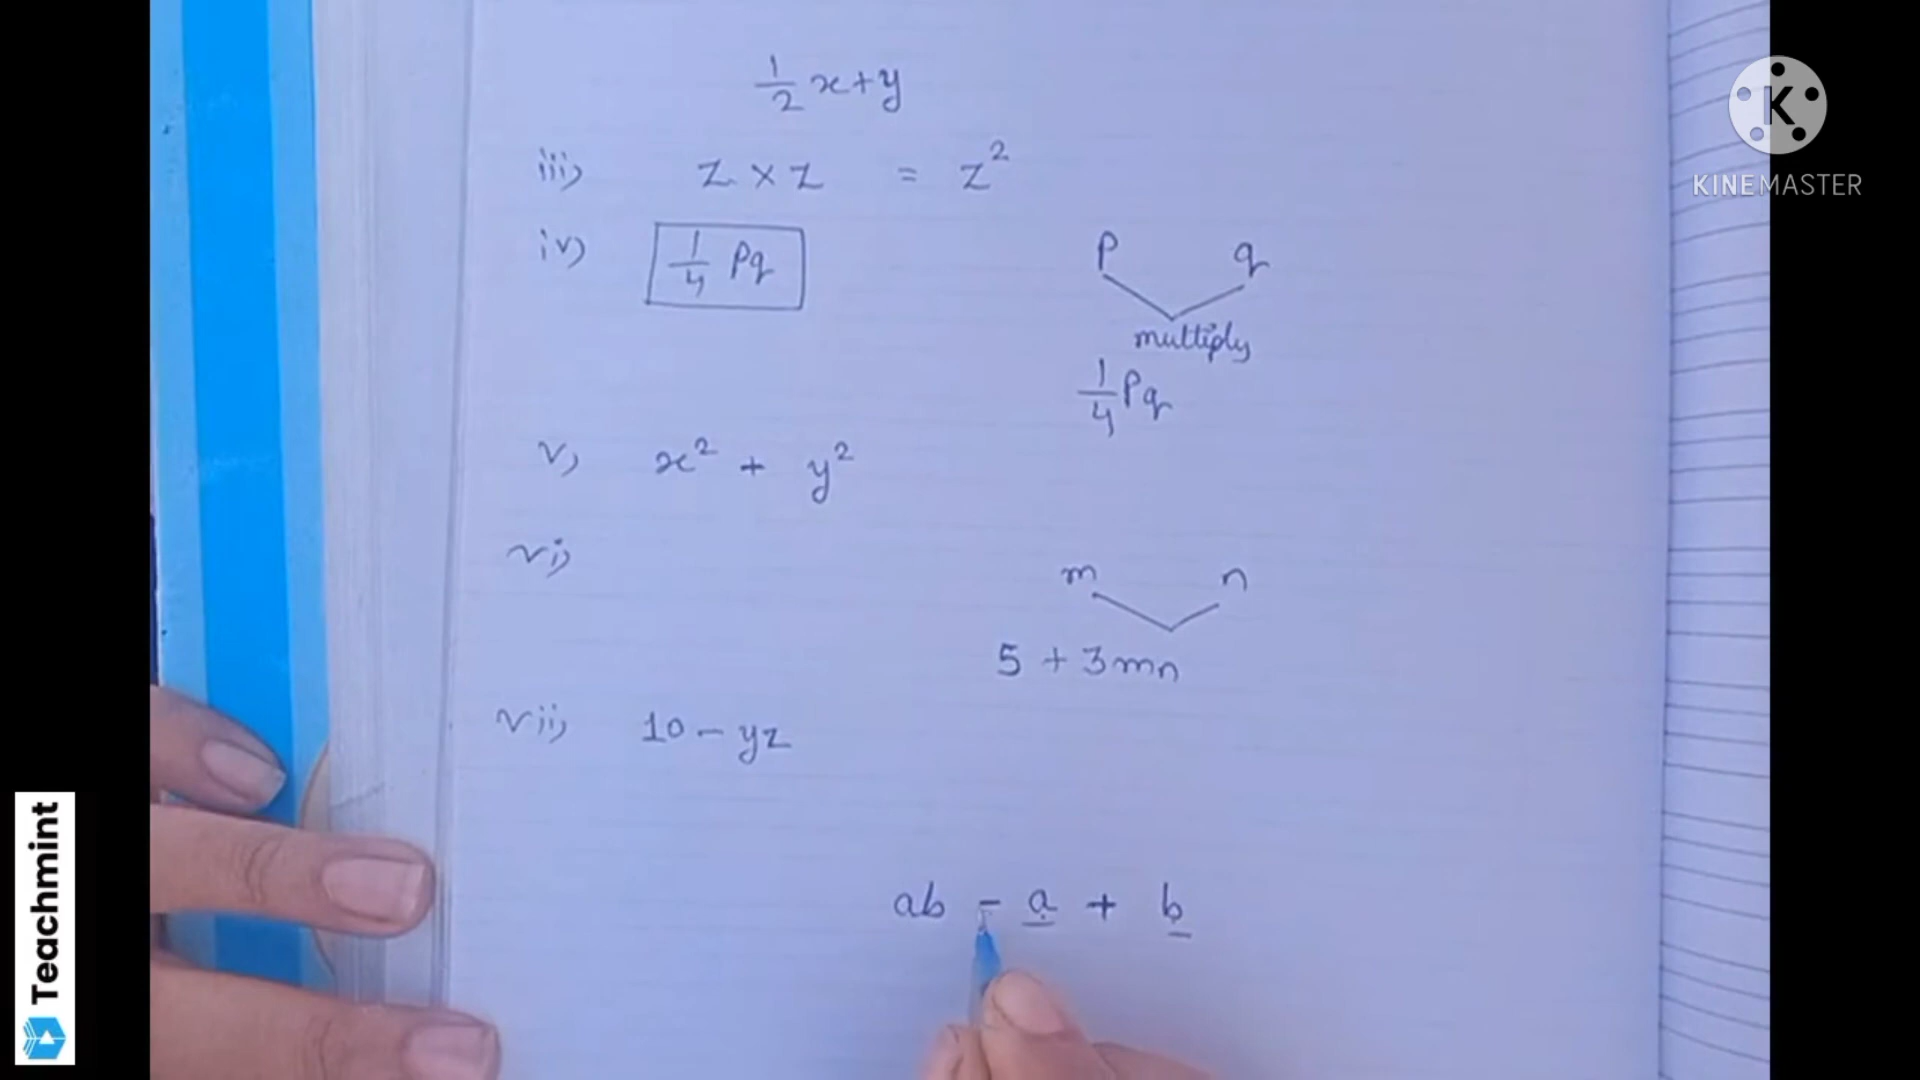 1/2 x + y
iii) z × z = z²
iv) 1/4 pq
p q
multiply
1/4 pq
v) x² + y²
vi)
m n
5 + 3mn
vii) 10 - yz
ab - a + b
KINEMASTER
Teachmint